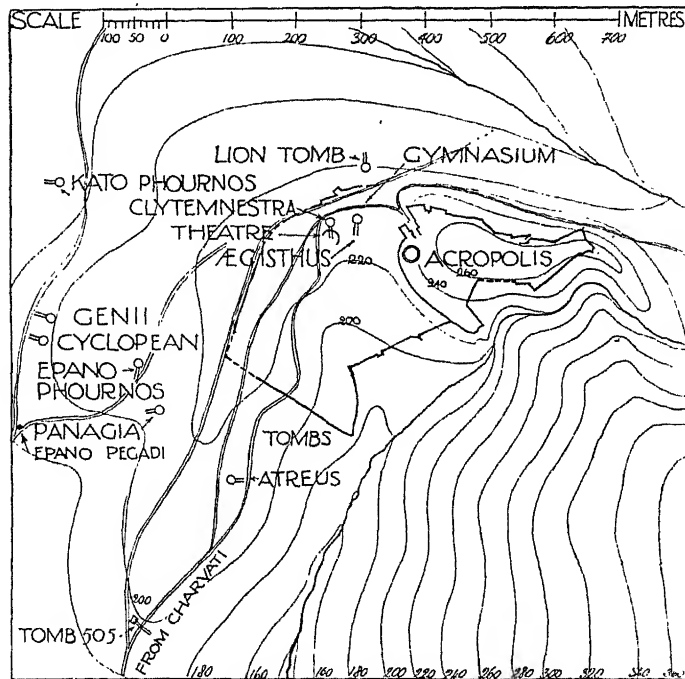 SCALE METRES
100 50 0 100 200 300 400 500 600 700
LION TOMB GYMNASIUM
KATO PHOURNOS
CLYTEMNESTRA
THEATRE
ÆGISTHUS 220 ACROPOLIS
260
240
GENII
CYCLOPEAN
200
EPANO
PHOURNOS
PANAGIA
EPANO PEGADI
TOMBS
ATREUS
200
FROM CHARVATI
TOMB 505
180 160 160 180 200 220 240 260 280 300 320 340